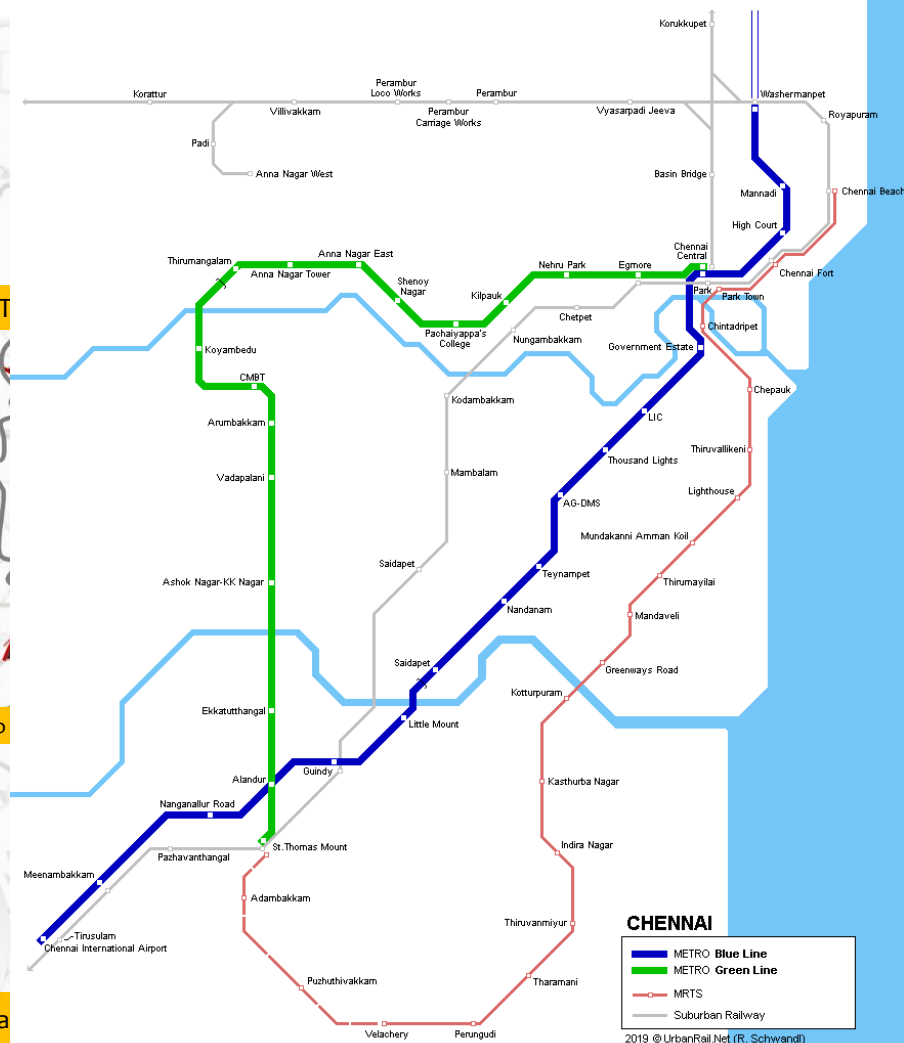 Korukkupet
Korattur
Perambur
Loco Works
Perambur
Washermanpet
Villivakkam
Perambur
Carriage Works
Vyasarpadi Jeeva
Royapuram
Padi
Anna Nagar West
Basin Bridge
Mannadi
Chennai Beach
High Court
Thirumangalam
Anna Nagar East
Chennai
Central
Anna Nagar Tower
Shenoy
Nagar
Nehru Park
Egmore
Chennai Fort
Kilpauk
Park
Park Town
Chetpet
Pachaiyappa's
College
Nungambakkam
Chintadripet
Koyambedu
Government Estate
CMBT
Kodambakkam
Chepauk
Arumbakkam
LIC
Thiruvallikeni
Vadapalani
Mambalam
Thousand Lights
Lighthouse
AG-DMS
Mundakanni Amman Koil
Saidapet
Teynampet
Thirumayilai
Ashok Nagar-KK Nagar
Nandanam
Mandaveli
Saidapet
Greenways Road
Kotturpuram
Ekkatutthangal
Little Mount
Guindy
Alandur
Kasthurba Nagar
Nanganallur Road
St.Thomas Mount
Indira Nagar
Pazhavanthangal
Meenambakkam
Adambakkam
Thiruvanmiyur
-Tirusulam
Chennai International Airport
Puzhuthivakkam
Tharamani
Velachery
Perungudi
CHENNAI
METRO Blue Line
METRO Green Line
MRTS
Suburban Railway
2019 © UrbanRail.Net (R. Schwandl)